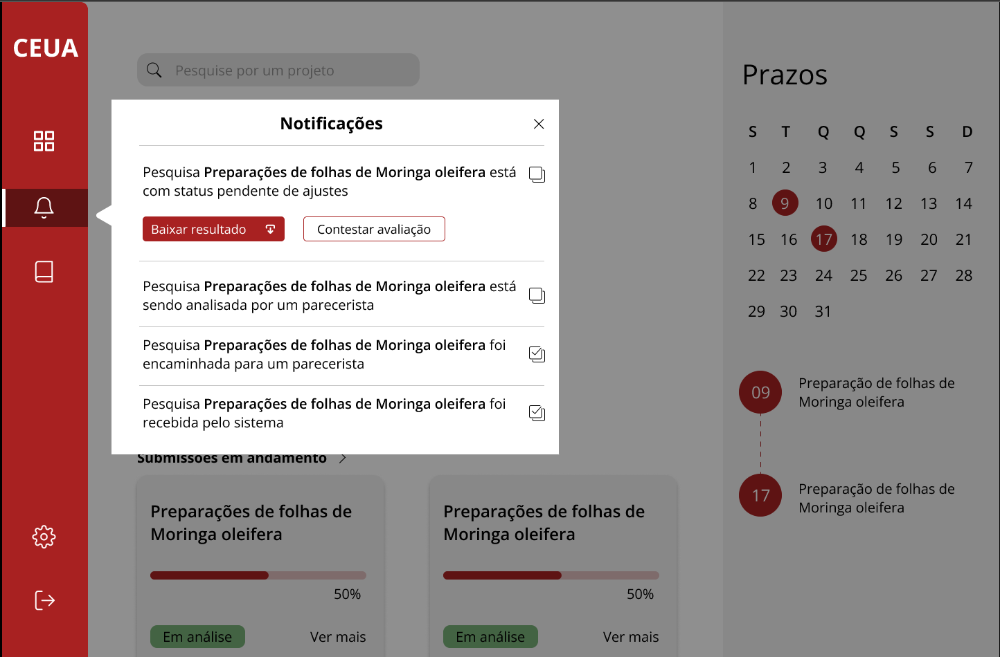 CEUA
Pesquise por um projeto
Notificações
Pesquisa Preparações de folhas de Moringa oleifera está
com status pendente de ajustes
Baixar resultado
Contestar avaliação
Pesquisa Preparações de folhas de Moringa oleifera está
sendo analisada por um parecerista
Pesquisa Preparações de folhas de Moringa oleifera foi
encaminhada para um parecerista
Pesquisa Preparações de folhas de Moringa oleifera foi
recebida pelo sistema
Submissões em andamento
Preparações de folhas de
Moringa oleifera
50%
Em análise
Ver mais
Preparações de folhas de
Moringa oleifera
50%
Em análise
Ver mais
Prazos
S T Q Q S S D
1 2 3 4 5 6 7
8 9 10 11 12 13 14
15 16 17 18 19 20 21
22 23 24 25 26 27 28
29 30 31
09
Preparação de folhas de
Moringa oleifera
17
Preparação de folhas de
Moringa oleifera